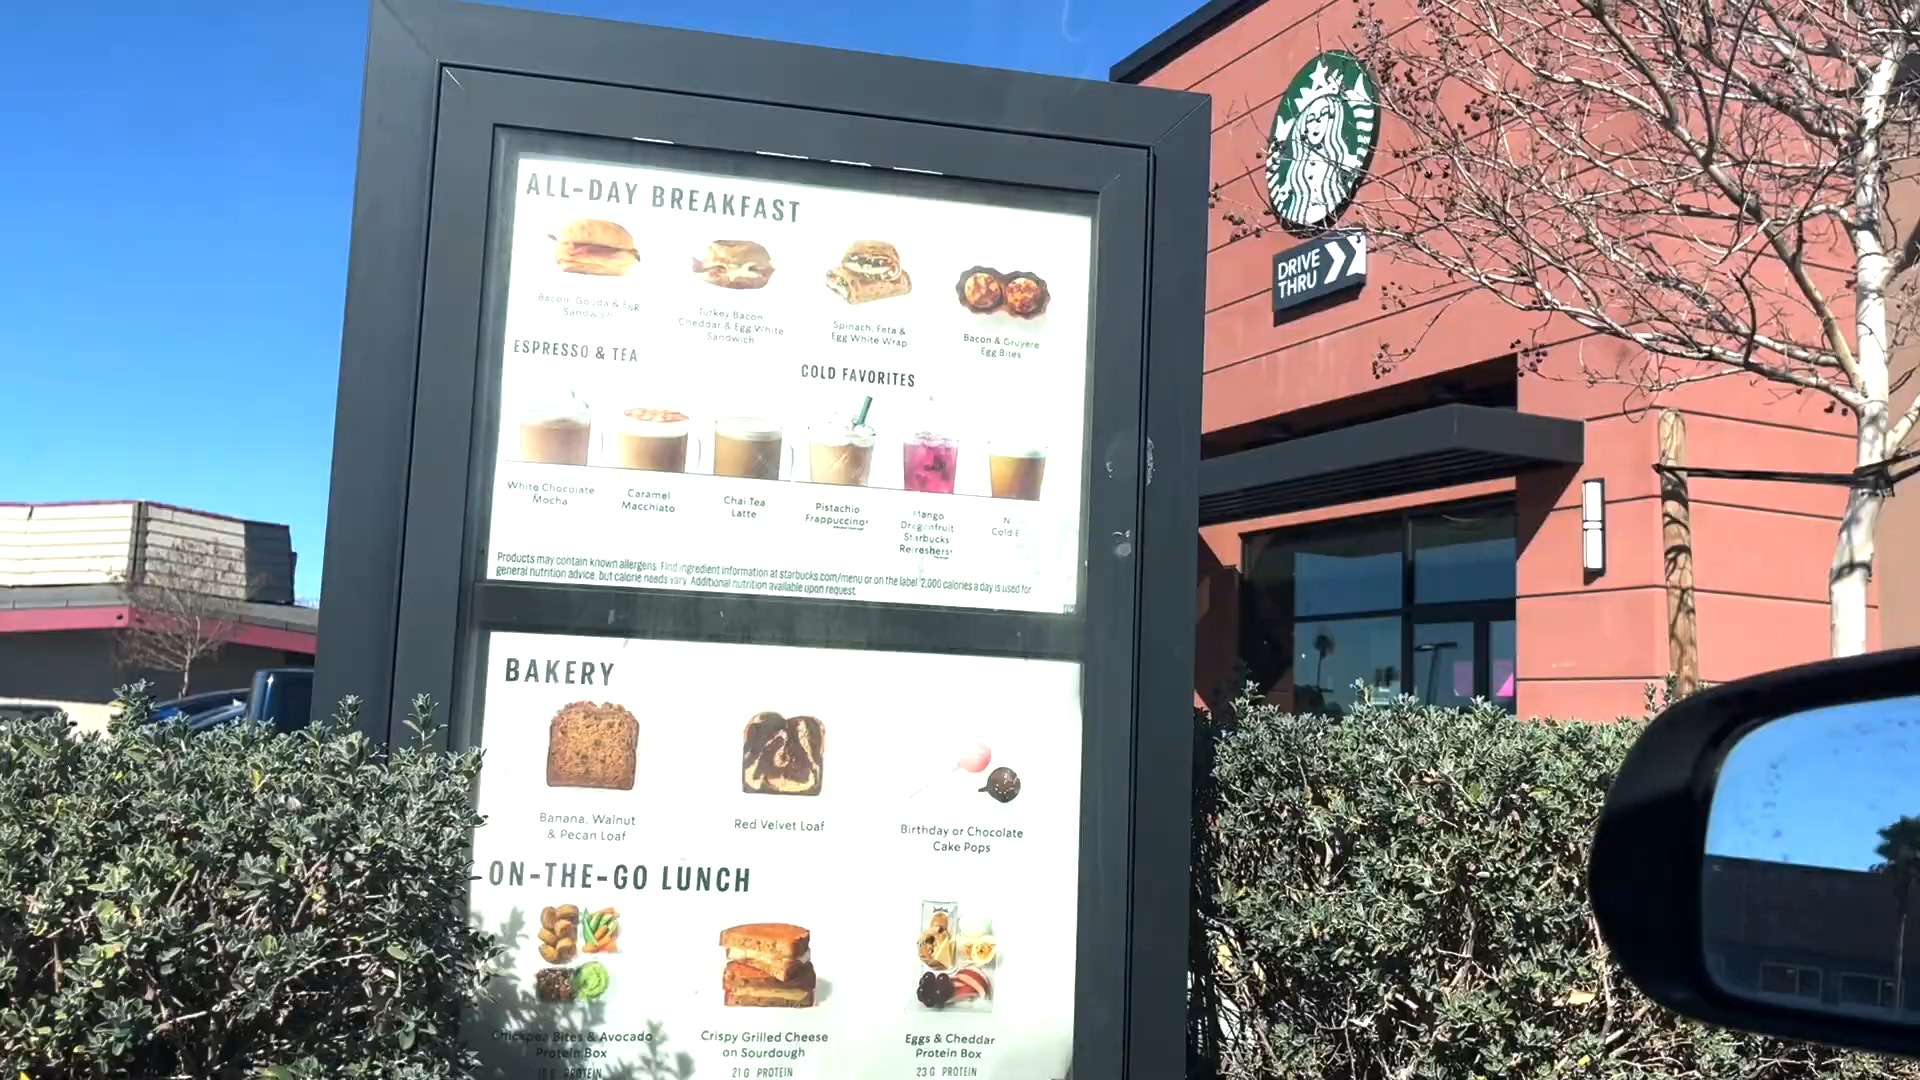 ALL-DAY BREAKFAST
Bacon, Gouda & Egg
Sandwich
Turkey Bacon,
Cheddar & Egg White
Sandwich
Spinach, Feta &
Egg White Wrap
Bacon & Gruyere
Egg Bites
ESPRESSO & TEA
COLD FAVORITES
White Chocolate
Mocha
Caramel
Macchiato
Chai Tea
Latte
Pistachio
Frappuccino®
Mango
Dragonfruit
Starbucks
Refreshers®
N
Cold
Products may contain known allergens. Find ingredient information at starbucks.com/menu or on the label. 2,000 calories a day is used for
general nutrition advice, but calorie needs vary. Additional nutrition available upon request.
BAKERY
Banana, Walnut
& Pecan Loaf
Red Velvet Loaf
Birthday or Chocolate
Cake Pops
ON-THE-GO LUNCH
Chickpea Bites & Avocado
Protein Box
PROTEIN
Crispy Grilled Cheese
on Sourdough
21 G PROTEIN
Eggs & Cheddar
Protein Box
23 G PROTEIN
DRIVE
THRU